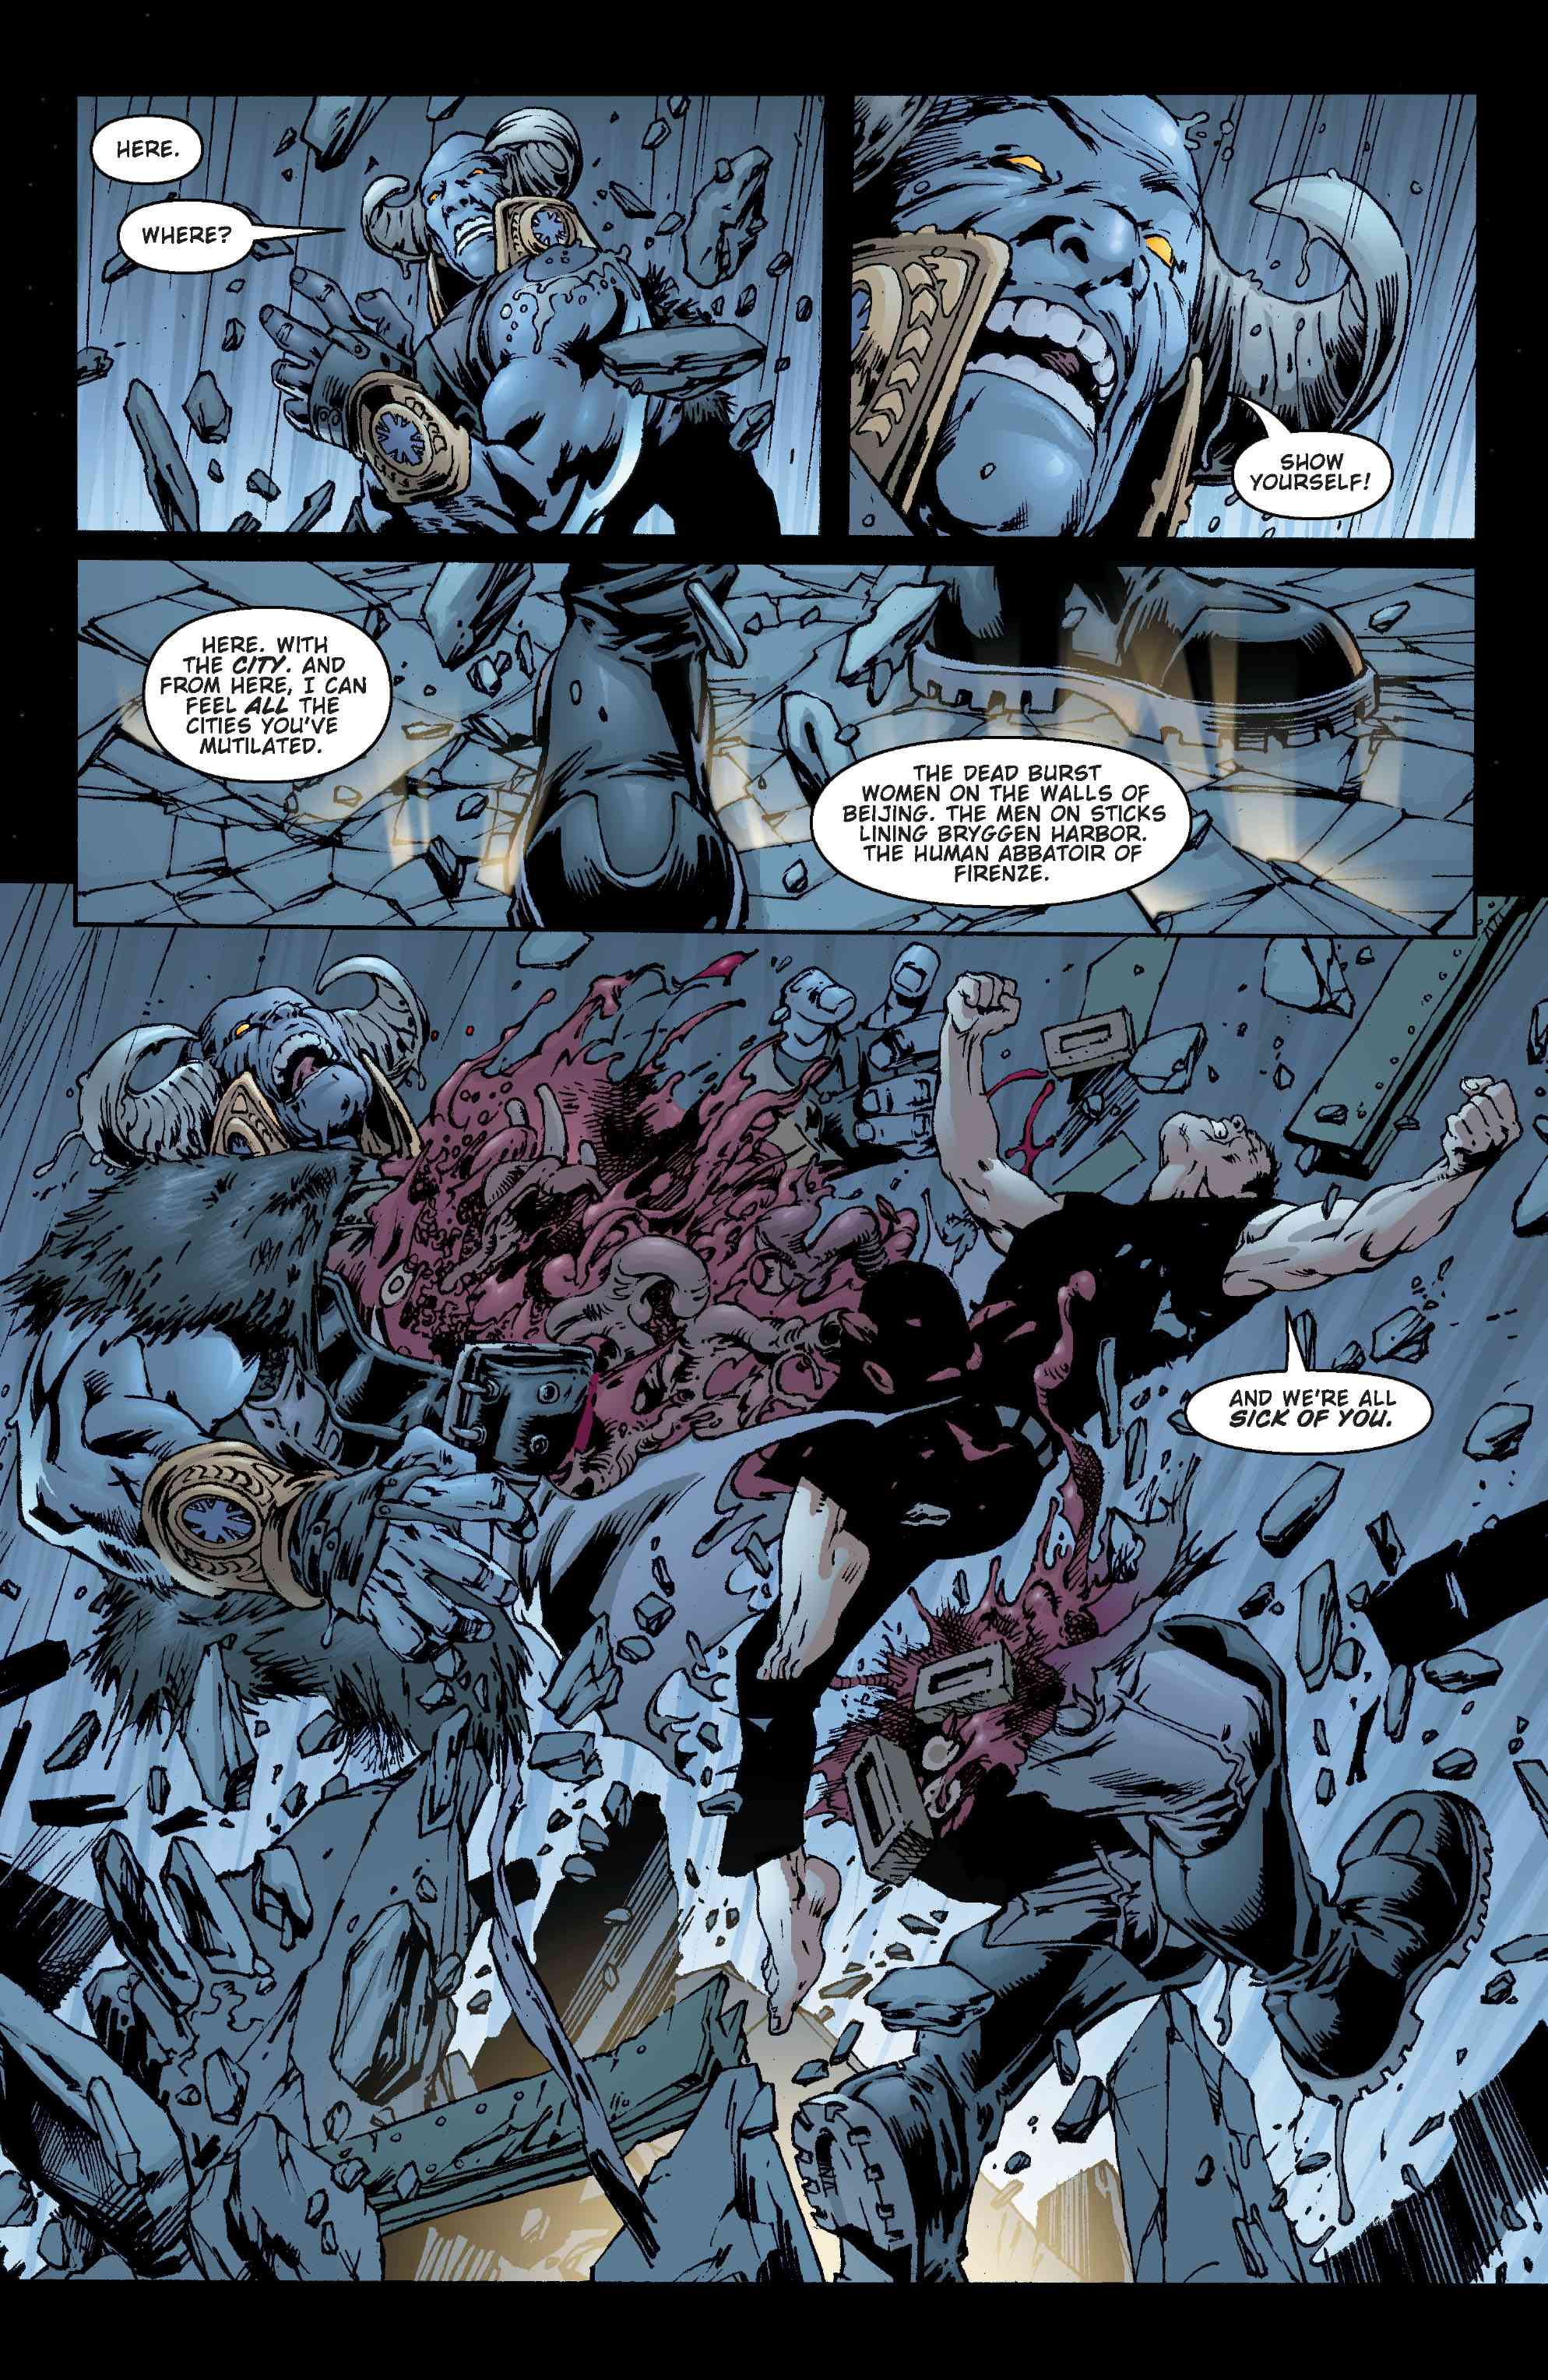 HERE.
WHERE?
SHOW
YOURSELF!
HERE. WITH
THE CITY. AND
FROM HERE, I CAN
FEEL ALL THE
CITIES YOU'VE
MUTILATED.
THE DEAD BURST
WOMEN ON THE WALLS OF
BEIJING. THE MEN ON STICKS
LINING BRYGGEN HARBOR.
THE HUMAN ABBATOIR OF
FIRENZE.
AND WE'RE ALL
SICK OF YOU.